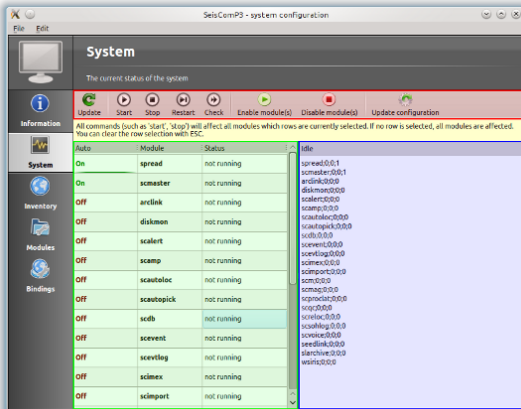 SeisComP3 - system configuration
File Edit
System
The current status of the system
Update Start Stop Restart Check Enable module(s) Disable module(s) Update configuration
All commands (such as 'start', 'stop') will affect all modules which rows are currently selected. If no row is selected, all modules are affected.
You can clear the row selection with ESC.
Information
System
Inventory
Modules
Bindings
Auto Module Status
On spread not running
On scmaster not running
Off arclink not running
Off diskmon not running
Off scalert not running
Off scamp not running
Off scautoloc not running
Off scautopick not running
Off scdb not running
Off scevent not running
Off scevtlog not running
Off scimex not running
Off scimport not running
Idle
spread;0;0;1
scmaster;0;0;1
arclink;0;0;0
diskmon;0;0;0
scalert;0;0;0
scamp;0;0;0
scautoloc;0;0;0
scautopick;0;0;0
scdb;0;0;0
scevent;0;0;0
scevtlog;0;0;0
scimex;0;0;0
scimport;0;0;0
scm;0;0;0
scmag;0;0;0
scproclat;0;0;0
scqc;0;0;0
screloc;0;0;0
scsohlog;0;0;0
scvoice;0;0;0
seedlink;0;0;0
slarchive;0;0;0
wsiris;0;0;0